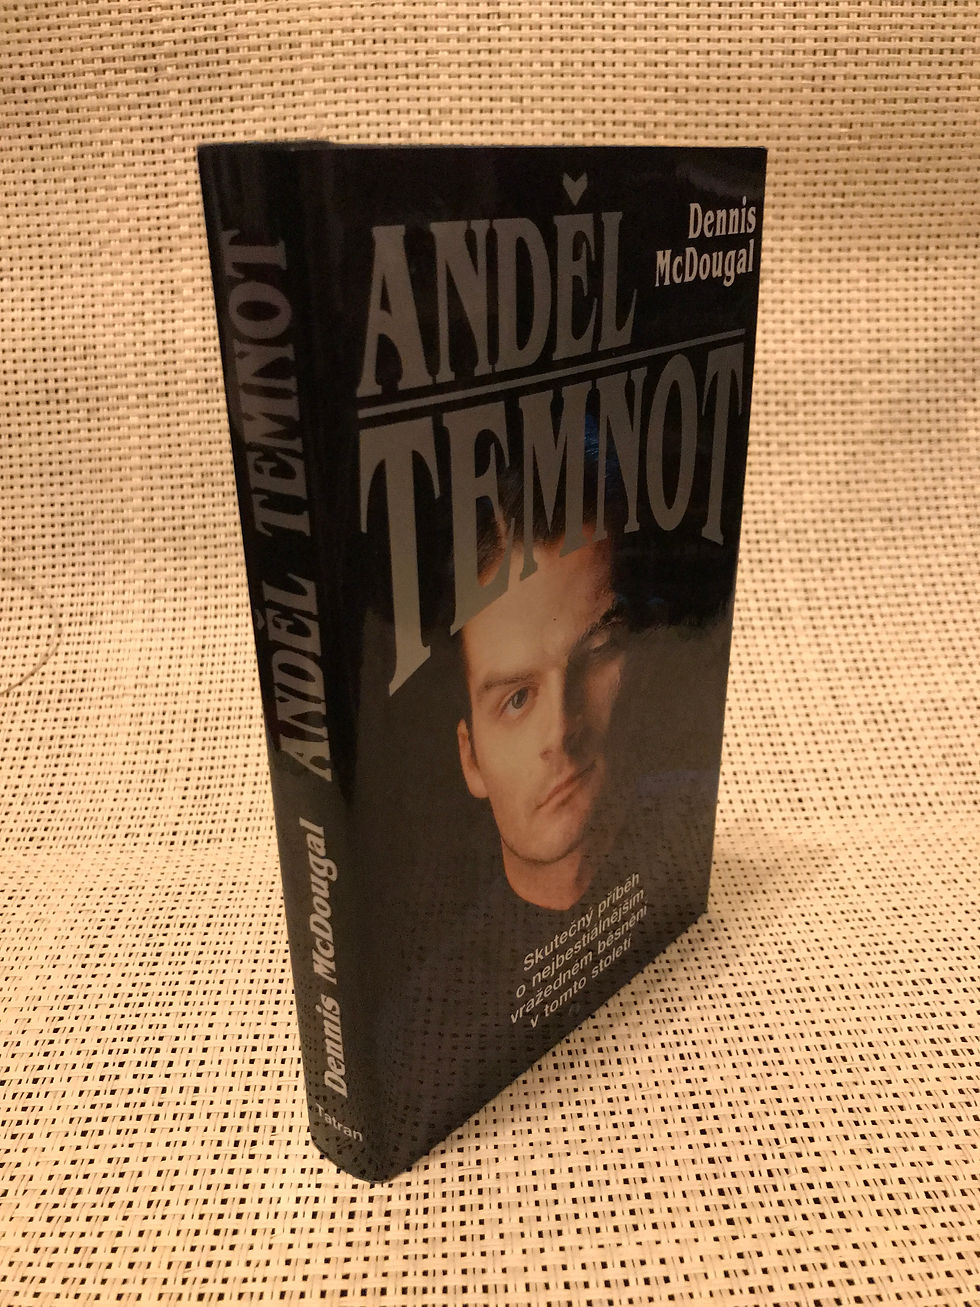 ANDĚL
TEMNOT
Dennis
McDougal
Skutečný příběh
o nejbestiálnějším
vražedném běsnění
v tomto století
ANDĚL TEMNOT
Dennis McDougal
Tatran